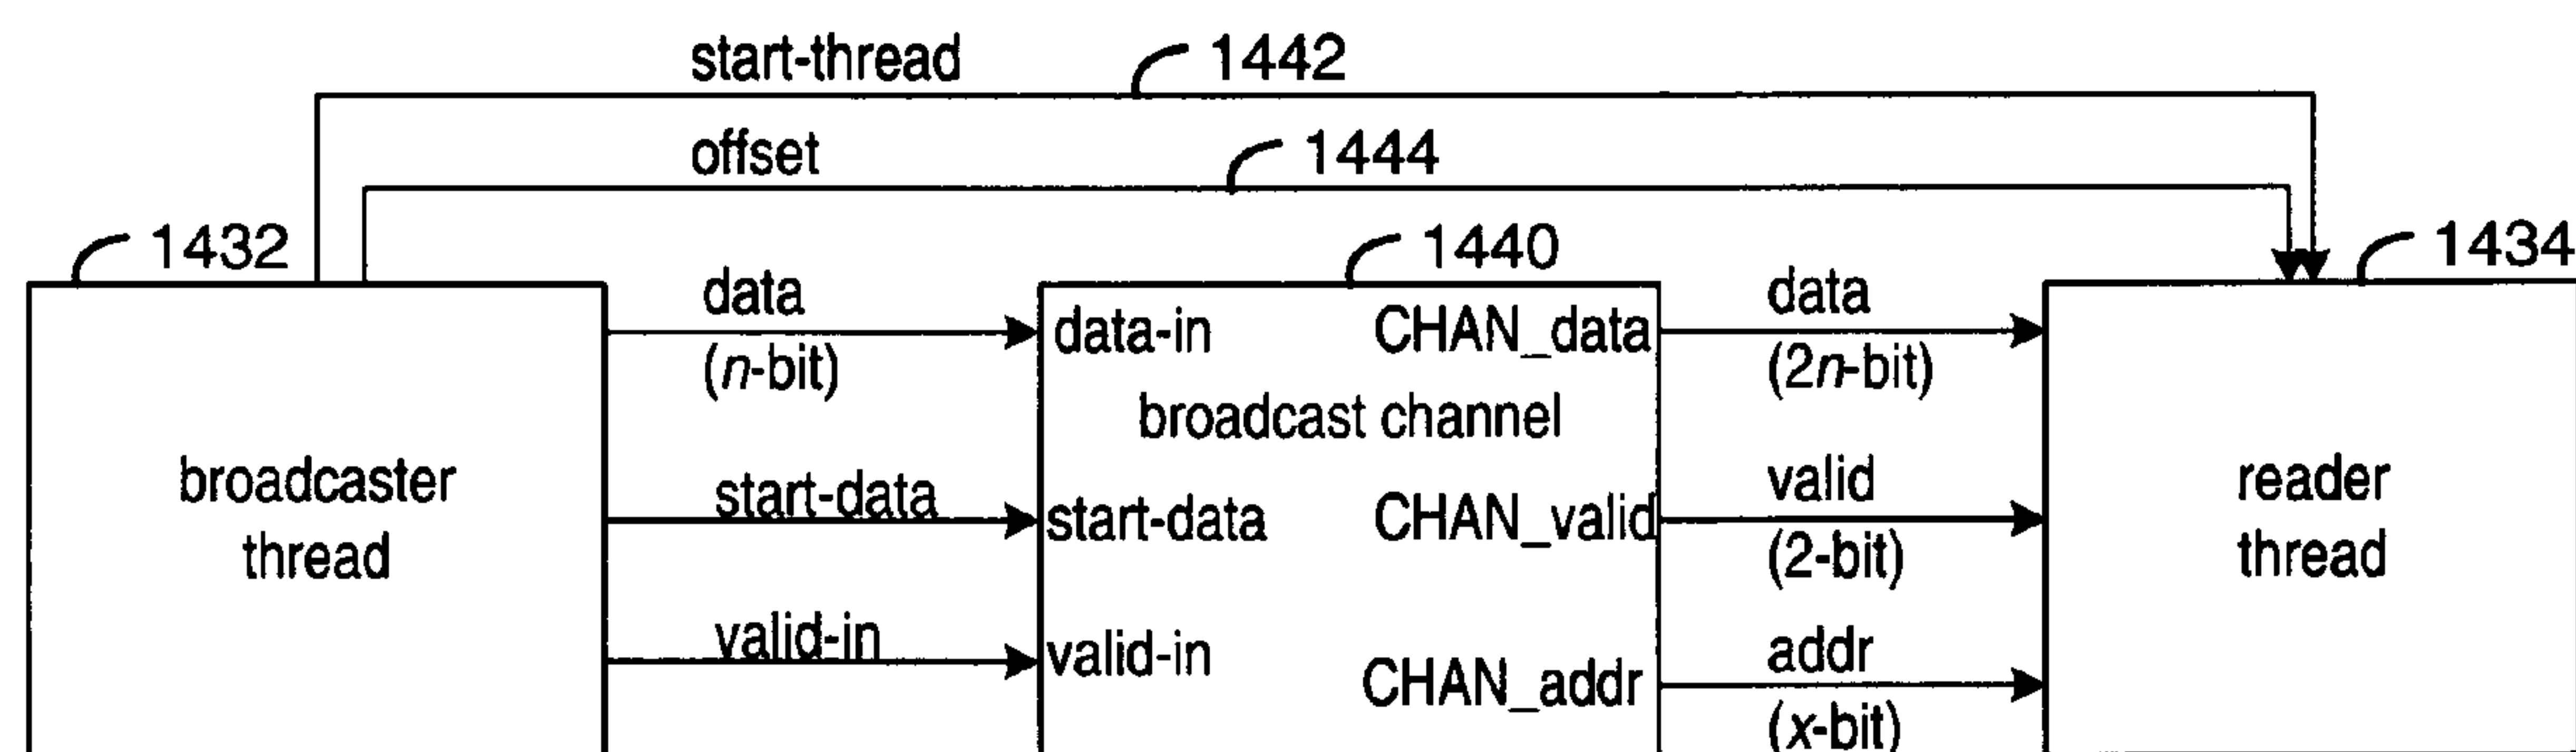 start-thread
1442
offset
1444
1432
1440
1434
data
(n-bit)
data-in
CHAN_data
data
(2n-bit)
broadcast channel
broadcaster
thread
start-data
start-data
CHAN_valid
valid
(2-bit)
reader
thread
valid-in
valid-in
CHAN_addr
addr
(x-bit)